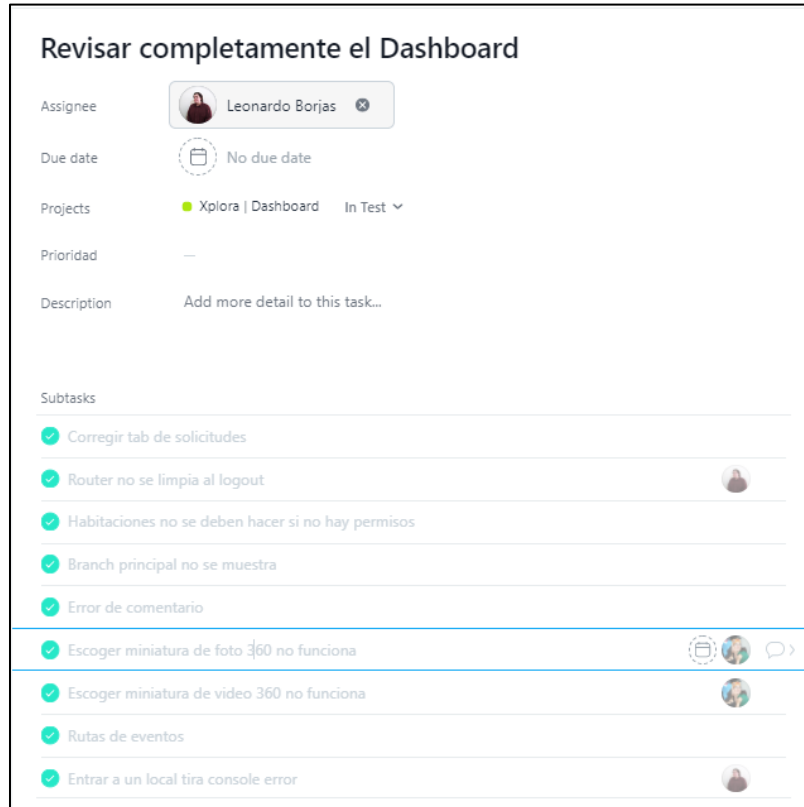 Revisar completamente el Dashboard
Assignee Leonardo Borjas
Due date No due date
Projects Xplora | Dashboard In Test
Prioridad —
Description Add more detail to this task...
Subtasks
Corregir tab de solicitudes
Router no se limpia al logout
Habitaciones no se deben hacer si no hay permisos
Branch principal no se muestra
Error de comentario
Escoger miniatura de foto 360 no funciona
Escoger miniatura de video 360 no funciona
Rutas de eventos
Entrar a un local tira console error